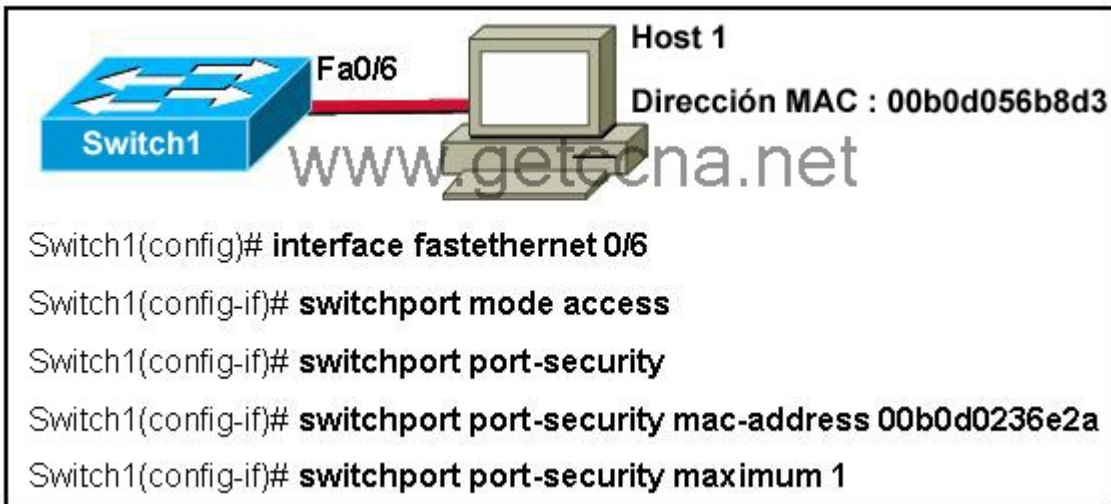 Host 1
Fa0/6
Dirección MAC : 00b0d056b8d3
Switch1
www.getccna.net
Switch1(config)# interface fastethernet 0/6
Switch1(config-if)# switchport mode access
Switch1(config-if)# switchport port-security
Switch1(config-if)# switchport port-security mac-address 00b0d0236e2a
Switch1(config-if)# switchport port-security maximum 1